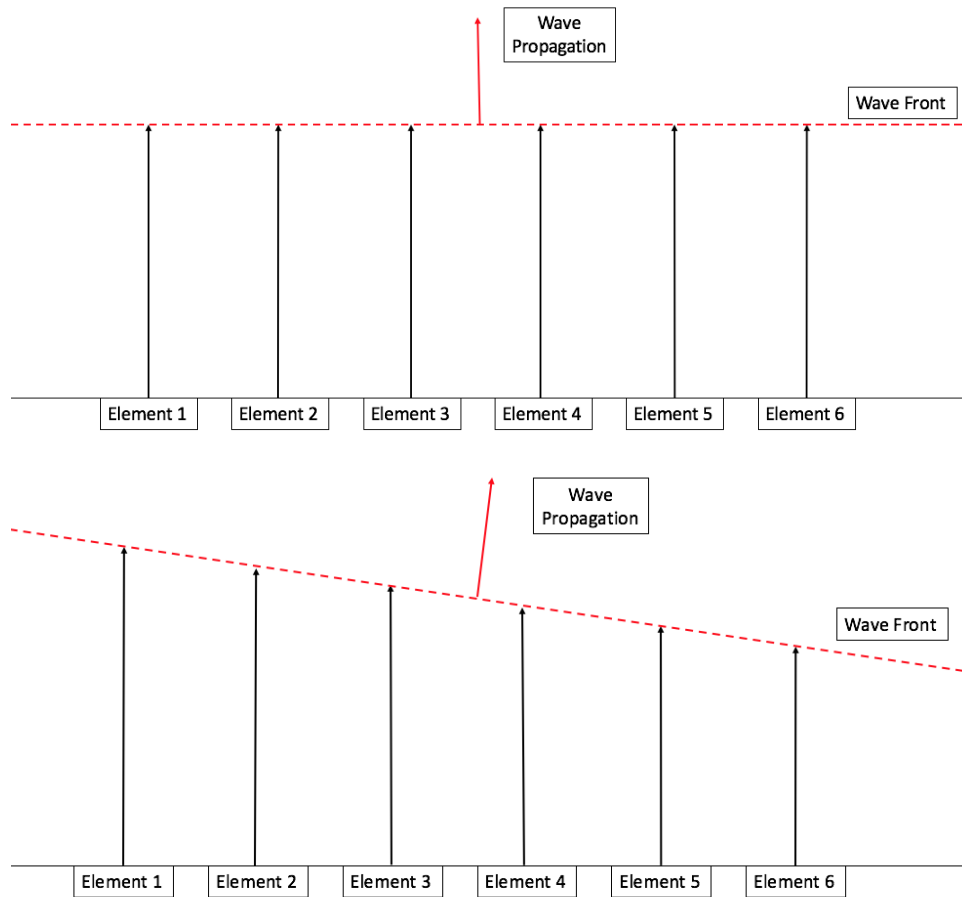 Wave
Propagation
Wave Front
Element 1
Element 2
Element 3
Element 4
Element 5
Element 6
Wave
Propagation
Wave Front
Element 1
Element 2
Element 3
Element 4
Element 5
Element 6